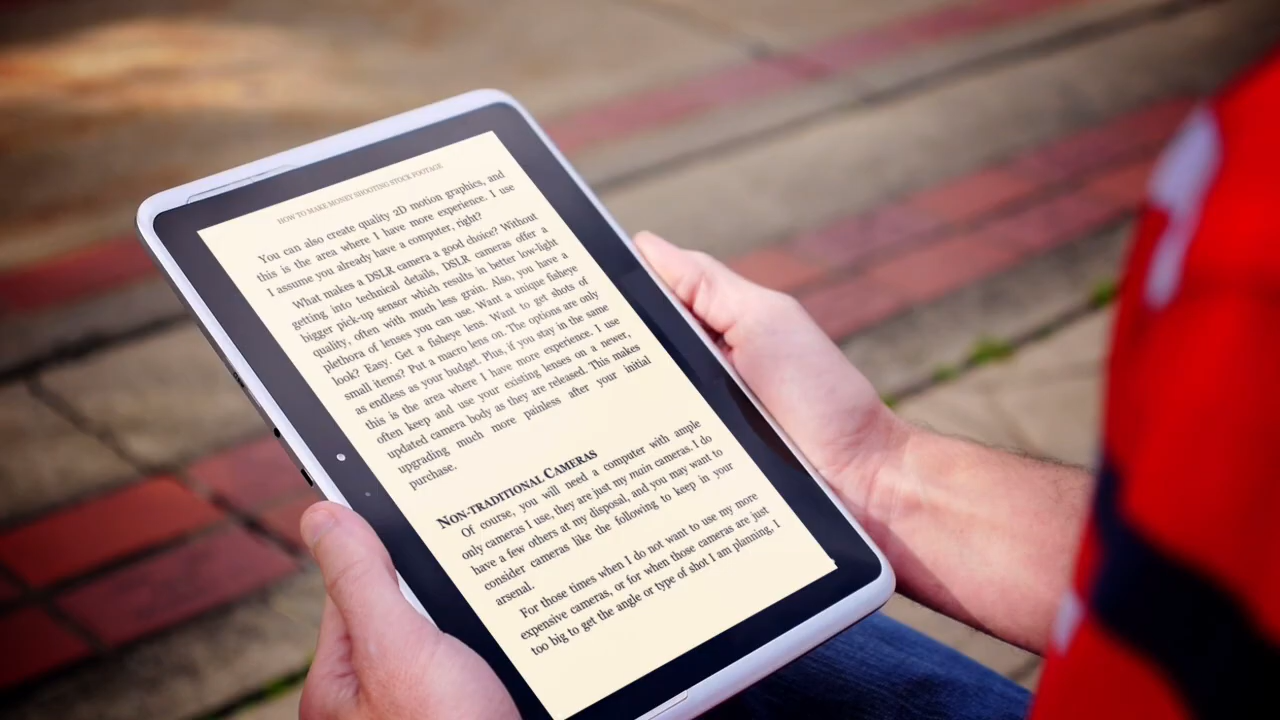 HOW TO MAKE MONEY SHOOTING STOCK FOOTAGE
You can also create quality 2D motion graphics, and
this is the area where I have more experience. I use
I assume you already have a computer, right?
What makes a DSLR camera a good choice? Without
getting into technical details, DSLR cameras offer a
bigger pick-up sensor which results in better low-light
quality, often with much less grain. Also, you have a
plethora of lenses you can use. Want a unique fisheye
look? Easy. Get a fisheye lens. Want to get shots of
small items? Put a macro lens on. The options are only
as endless as your budget. Plus, if you stay in the same
this is the area where I have more experience. I use
often keep and use your existing lenses on a newer,
updated camera body as they are released. This makes
upgrading much more painless after your initial
purchase.
NON-TRADITIONAL CAMERAS
Of course, you will need a computer with ample
only cameras I use, they are just my main cameras. I do
have a few others at my disposal, and you may want to
consider cameras like the following to keep in your
arsenal.
For those times when I do not want to use my more
expensive cameras, or for when those cameras are just
too big to get the angle or type of shot I am planning, I